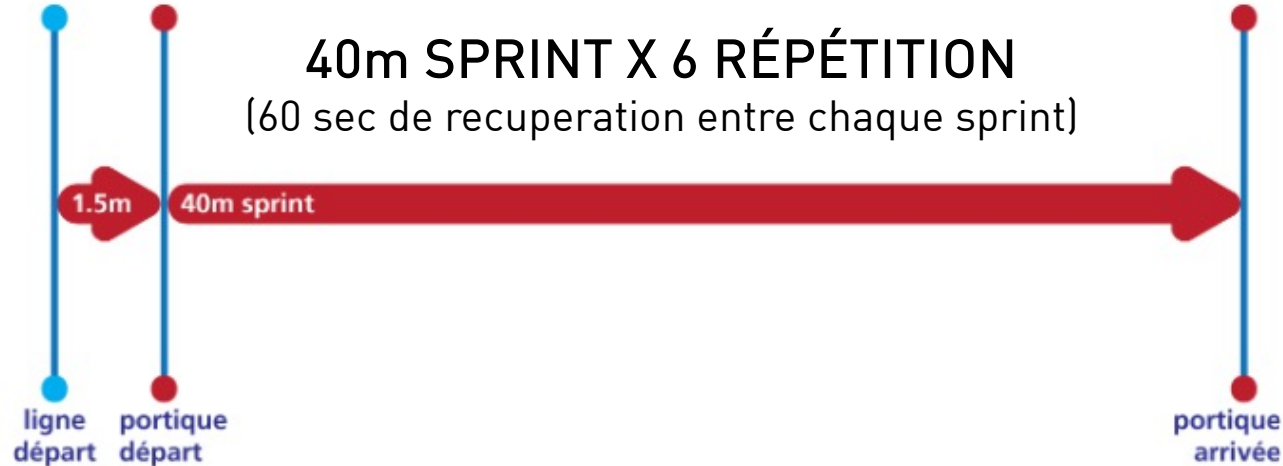 40m SPRINT X 6 RÉPÉTITION
(60 sec de recuperation entre chaque sprint)
1.5m
40m sprint
ligne
départ
portique
départ
portique
arrivée